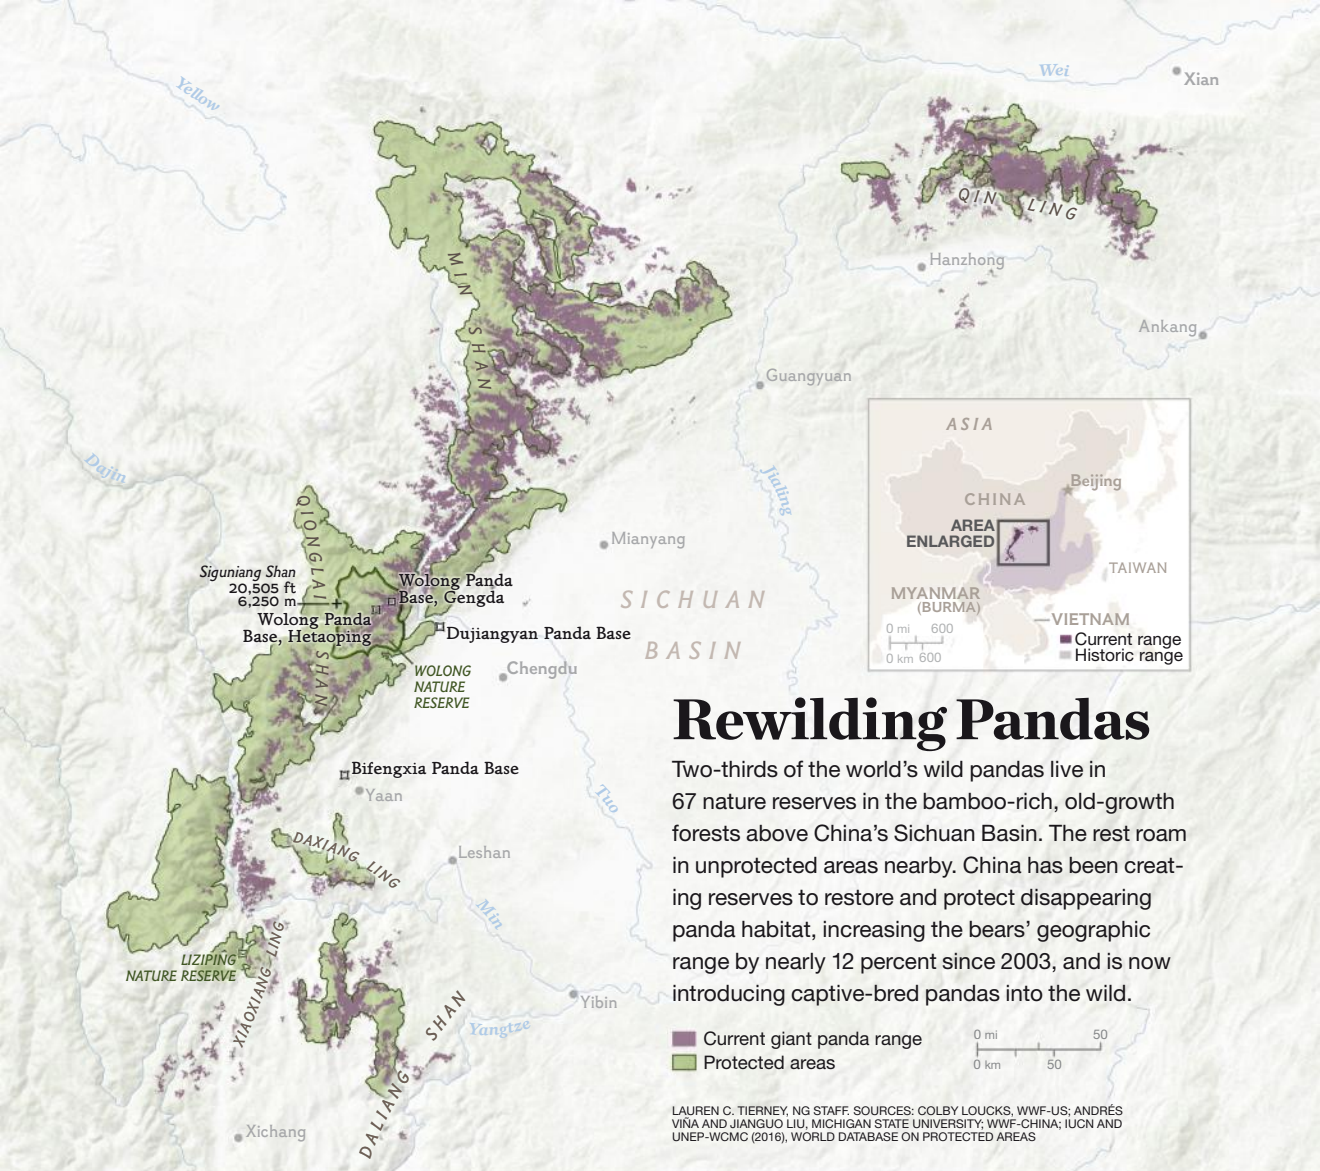 Yellow
Wei
Xian
QIN LING
Hanzhong
MIN SHAN
Ankang
Guangyuan
Dajin
Jialing
ASIA
Beijing
CHINA
AREA
ENLARGED
TAIWAN
MYANMAR
(BURMA)
VIETNAM
0 mi 600
0 km 600
Current range
Historic range
QIONGLAI SHAN
Mianyang
Siguniang Shan
20,505 ft
6,250 m
Wolong Panda
Base, Gengda
Wolong Panda
Base, Hetaoping
SICHUAN
BASIN
Dujiangyan Panda Base
WOLONG
NATURE
RESERVE
Chengdu
Bifengxia Panda Base
Yaan
Tuo
DAXIANG LING
Leshan
Min
LIZIPING
NATURE RESERVE
XIAOXIANG LING
Yibin
Yangtze
DALIANG SHAN
Xichang
Rewilding Pandas
Two-thirds of the world's wild pandas live in
67 nature reserves in the bamboo-rich, old-growth
forests above China's Sichuan Basin. The rest roam
in unprotected areas nearby. China has been creat-
ing reserves to restore and protect disappearing
panda habitat, increasing the bears' geographic
range by nearly 12 percent since 2003, and is now
introducing captive-bred pandas into the wild.
Current giant panda range
Protected areas
0 mi 50
0 km 50
LAUREN C. TIERNEY, NG STAFF. SOURCES: COLBY LOUCKS, WWF-US; ANDRÉS
VIÑA AND JIANGUO LIU, MICHIGAN STATE UNIVERSITY; WWF-CHINA; IUCN AND
UNEP-WCMC (2016), WORLD DATABASE ON PROTECTED AREAS